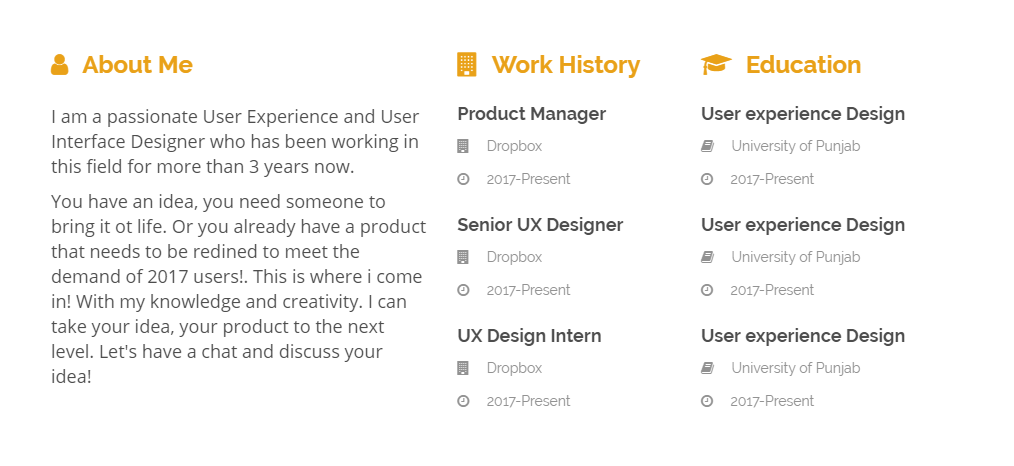 About Me
I am a passionate User Experience and User
Interface Designer who has been working in
this field for more than 3 years now.
You have an idea, you need someone to
bring it ot life. Or you already have a product
that needs to be redined to meet the
demand of 2017 users!. This is where i come
in! With my knowledge and creativity. I can
take your idea, your product to the next
level. Let's have a chat and discuss your
idea!
Work History
Product Manager
Dropbox
2017-Present
Senior UX Designer
Dropbox
2017-Present
UX Design Intern
Dropbox
2017-Present
Education
User experience Design
University of Punjab
2017-Present
User experience Design
University of Punjab
2017-Present
User experience Design
University of Punjab
2017-Present